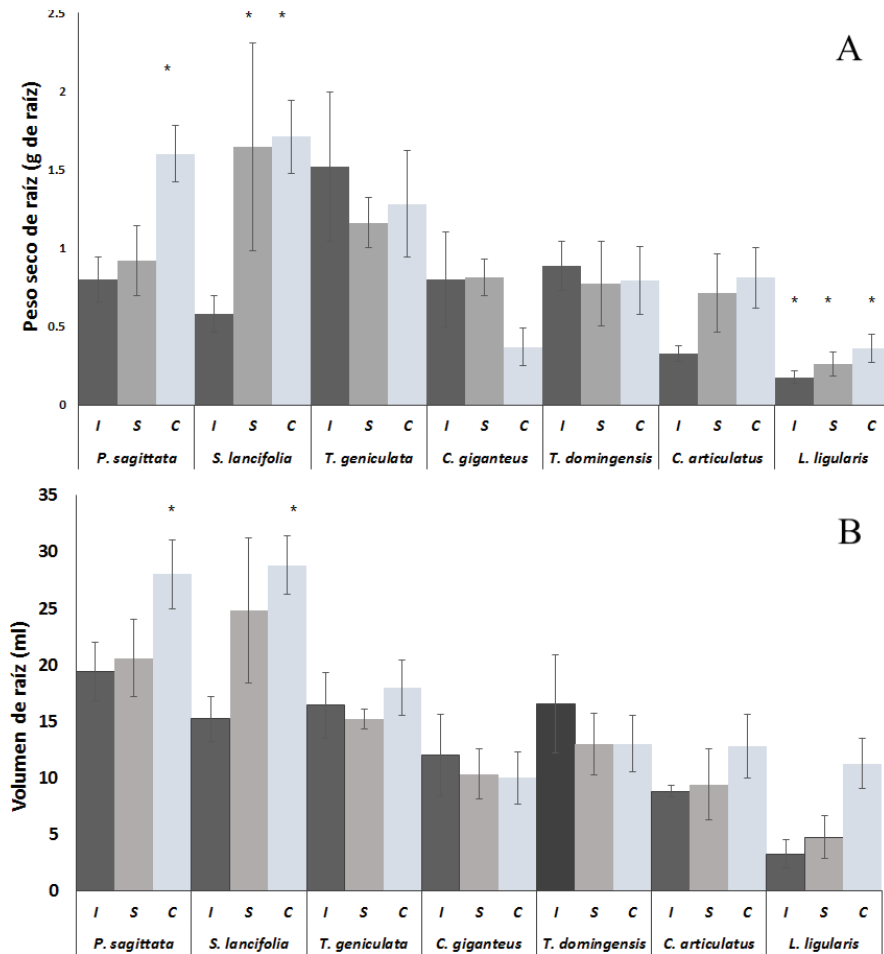 A
Peso seco de raíz (g de raíz)
2.5
2
1.5
1
0.5
0
* * * * * *
I S C I S C I S C I S C I S C I S C I S C
P. sagittata S. lancifolia T. geniculata C. giganteus T. domingensis C. articulatus L. ligularis
B
Volumen de raíz (ml)
35
30
25
20
15
10
5
0
* *
I S C I S C I S C I S C I S C I S C I S C
P. sagittata S. lancifolia T. geniculata C. giganteus T. domingensis C. articulatus L. ligularis